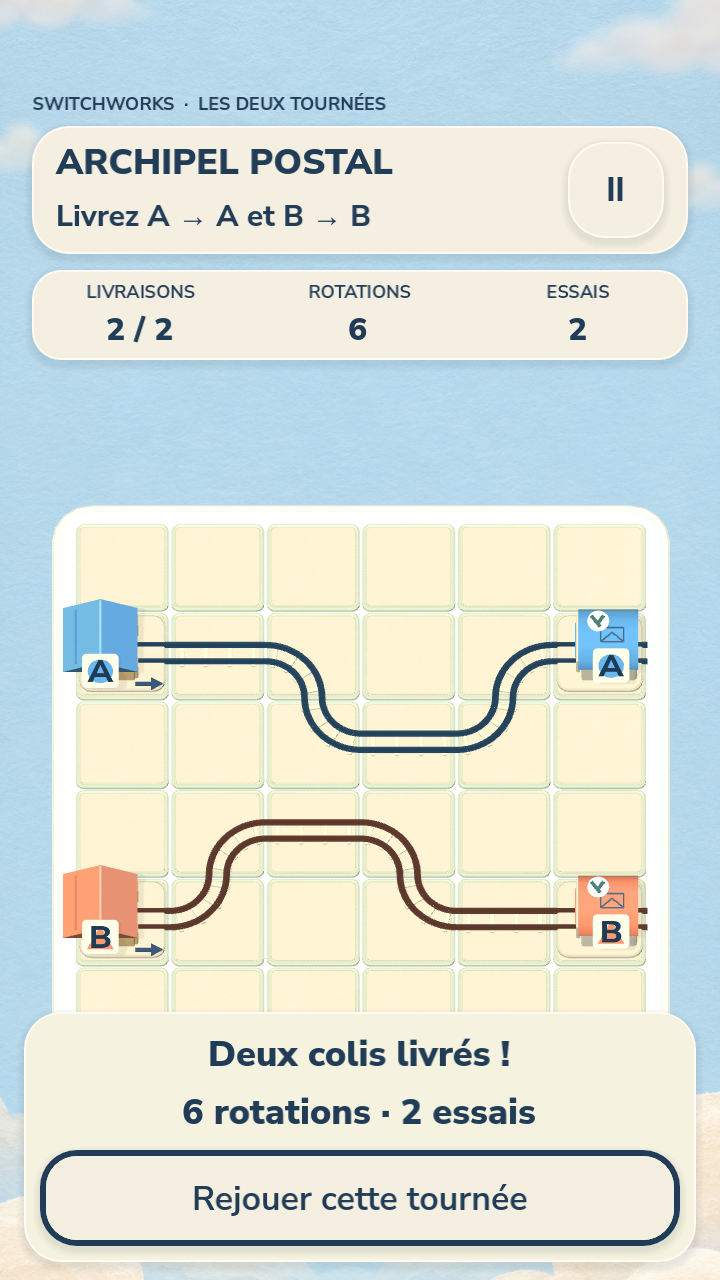 SWITCHWORKS · LES DEUX TOURNÉES
ARCHIPEL POSTAL
Livrez A → A et B → B
II
LIVRAISONS
ROTATIONS
ESSAIS
2 / 2
6
2
A
A
B
B
Deux colis livrés !
6 rotations · 2 essais
Rejouer cette tournée